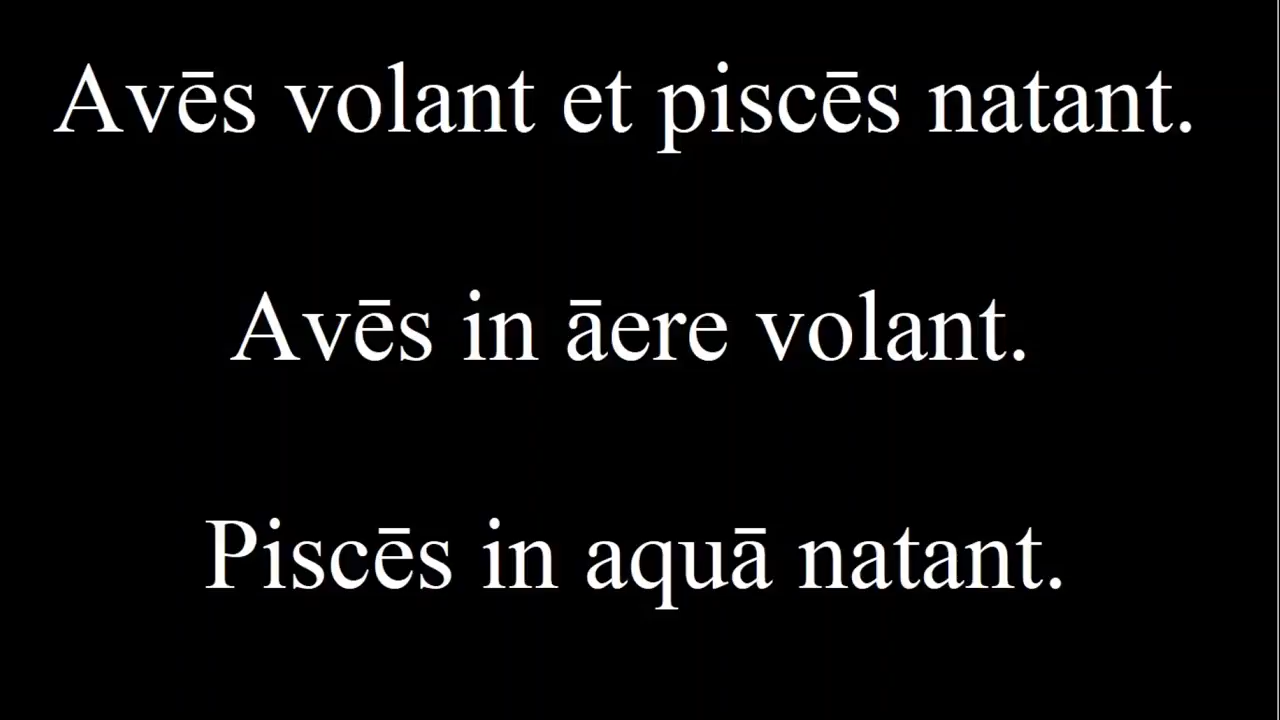 Avēs volant et piscēs natant.
Avēs in āere volant.
Piscēs in aquā natant.